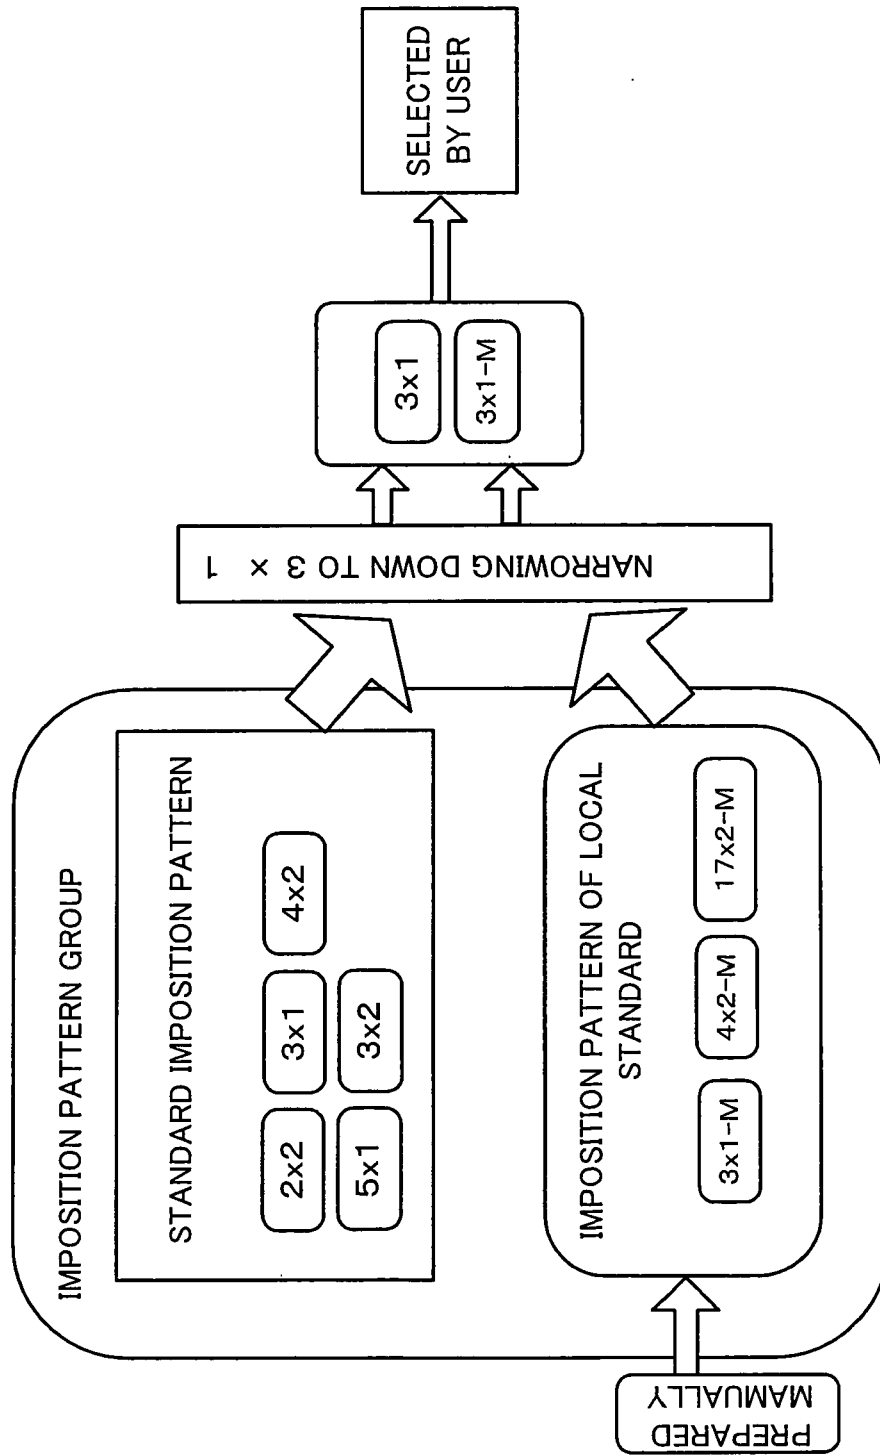 IMPOSITION PATTERN GROUP
STANDARD IMPOSITION PATTERN
2x2
3x1
4x2
5x1
3x2
IMPOSITION PATTERN OF LOCAL
STANDARD
3x1-M
4x2-M
17x2-M
PREPARED
MAMUALLY
NARROWING DOWN TO 3 × 1
3x1
3x1-M
SELECTED
BY USER